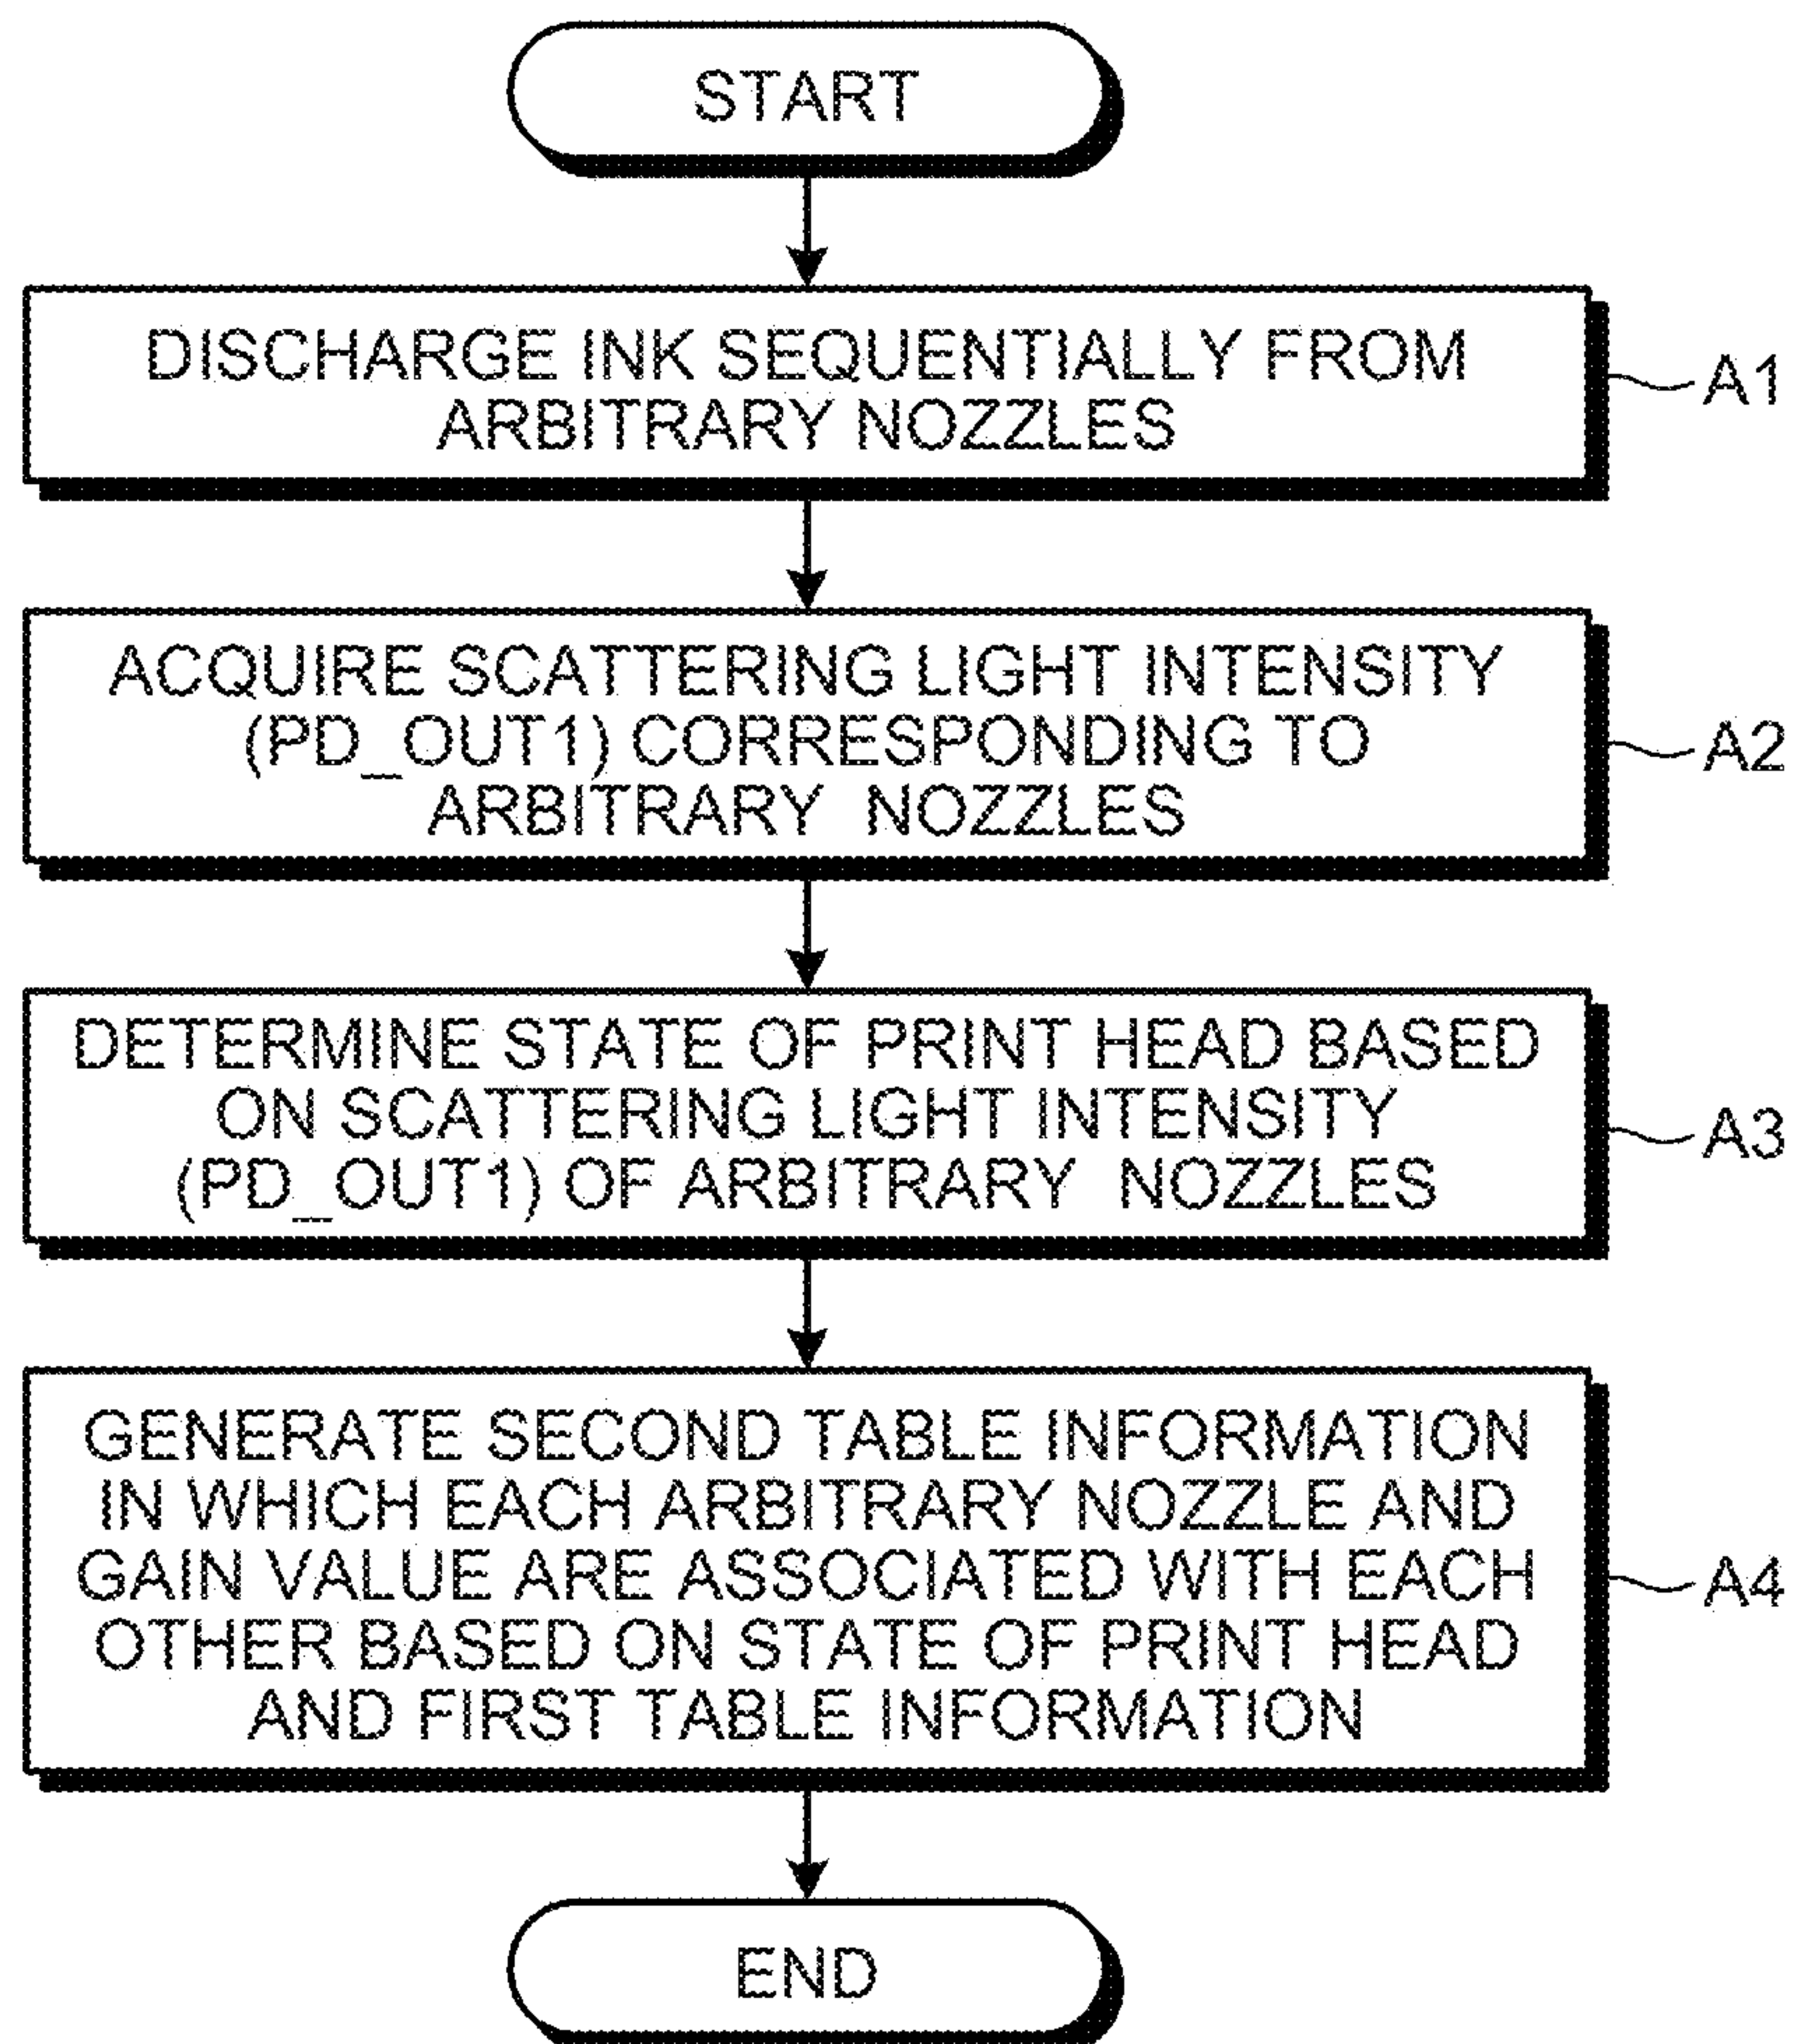 START
DISCHARGE INK SEQUENTIALLY FROM
ARBITRARY NOZZLES
A1
ACQUIRE SCATTERING LIGHT INTENSITY
(PD_OUT1) CORRESPONDING TO
ARBITRARY NOZZLES
A2
DETERMINE STATE OF PRINT HEAD BASED
ON SCATTERING LIGHT INTENSITY
(PD_OUT1) OF ARBITRARY NOZZLES
A3
GENERATE SECOND TABLE INFORMATION
IN WHICH EACH ARBITRARY NOZZLE AND
GAIN VALUE ARE ASSOCIATED WITH EACH
OTHER BASED ON STATE OF PRINT HEAD
AND FIRST TABLE INFORMATION
A4
END